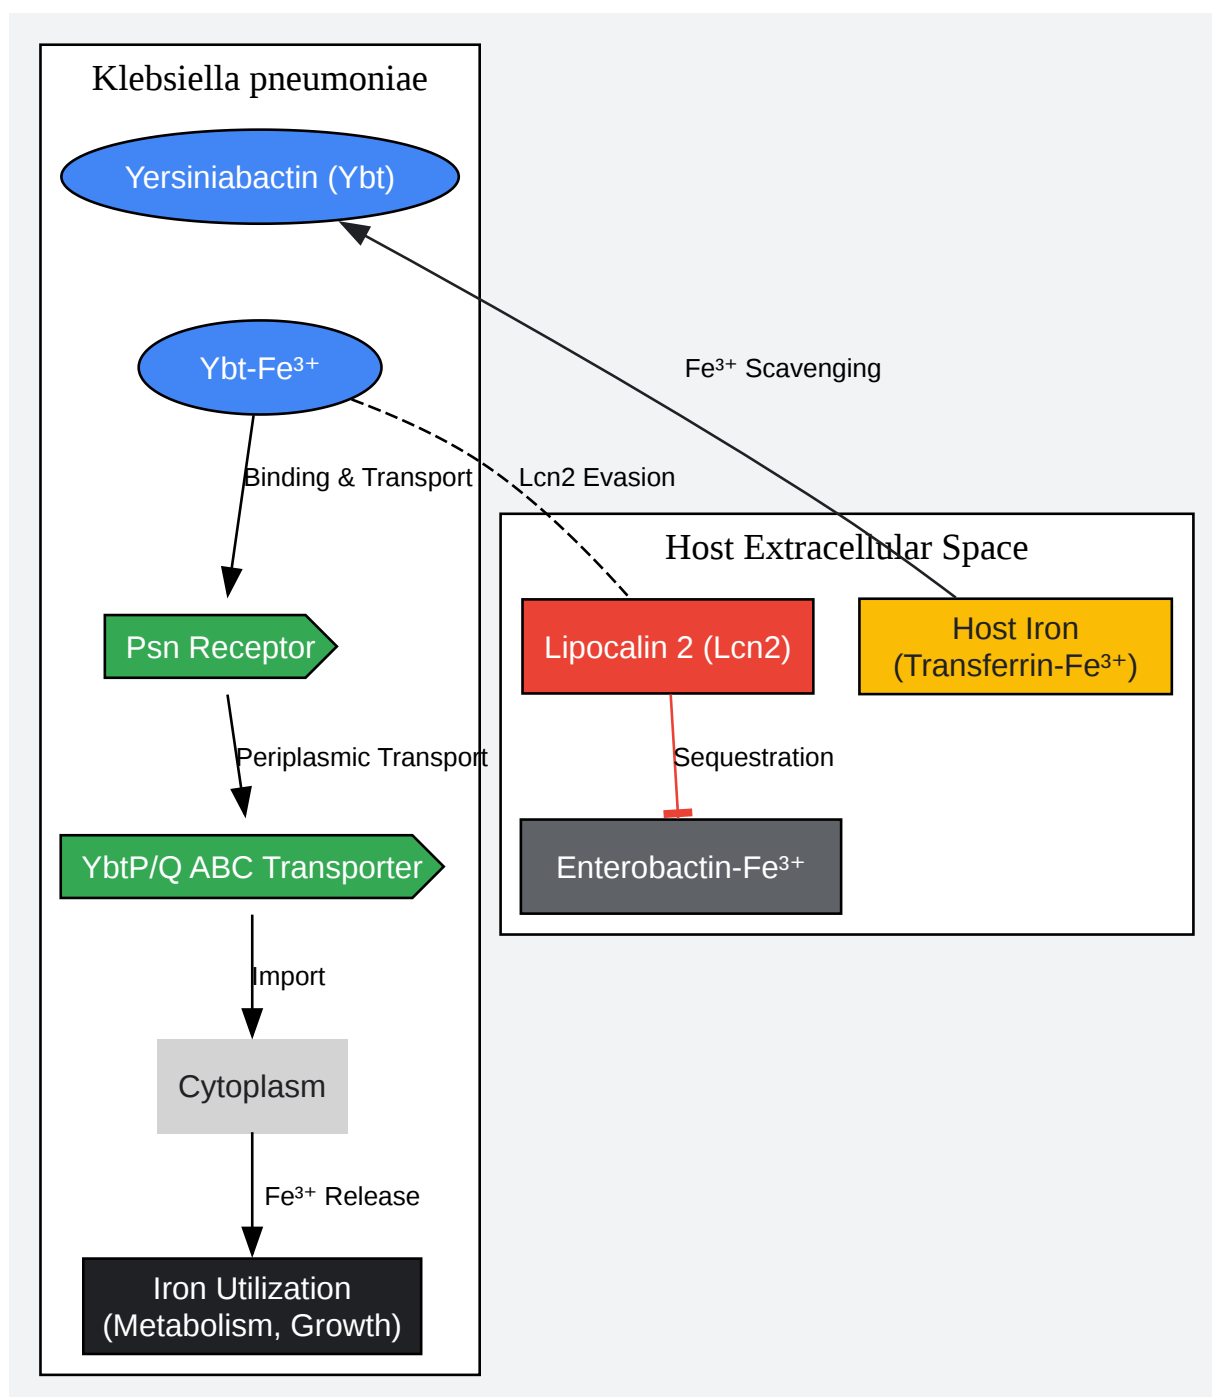 Klebsiella pneumoniae
Yersiniabactin (Ybt)
Ybt-Fe³⁺
Fe³⁺ Scavenging
Binding & Transport
Lcn2 Evasion
Host Extracellular Space
Psn Receptor
Lipocalin 2 (Lcn2)
Host Iron
(Transferrin-Fe³⁺)
Periplasmic Transport
Sequestration
YbtP/Q ABC Transporter
Enterobactin-Fe³⁺
Import
Cytoplasm
Fe³⁺ Release
Iron Utilization
(Metabolism, Growth)